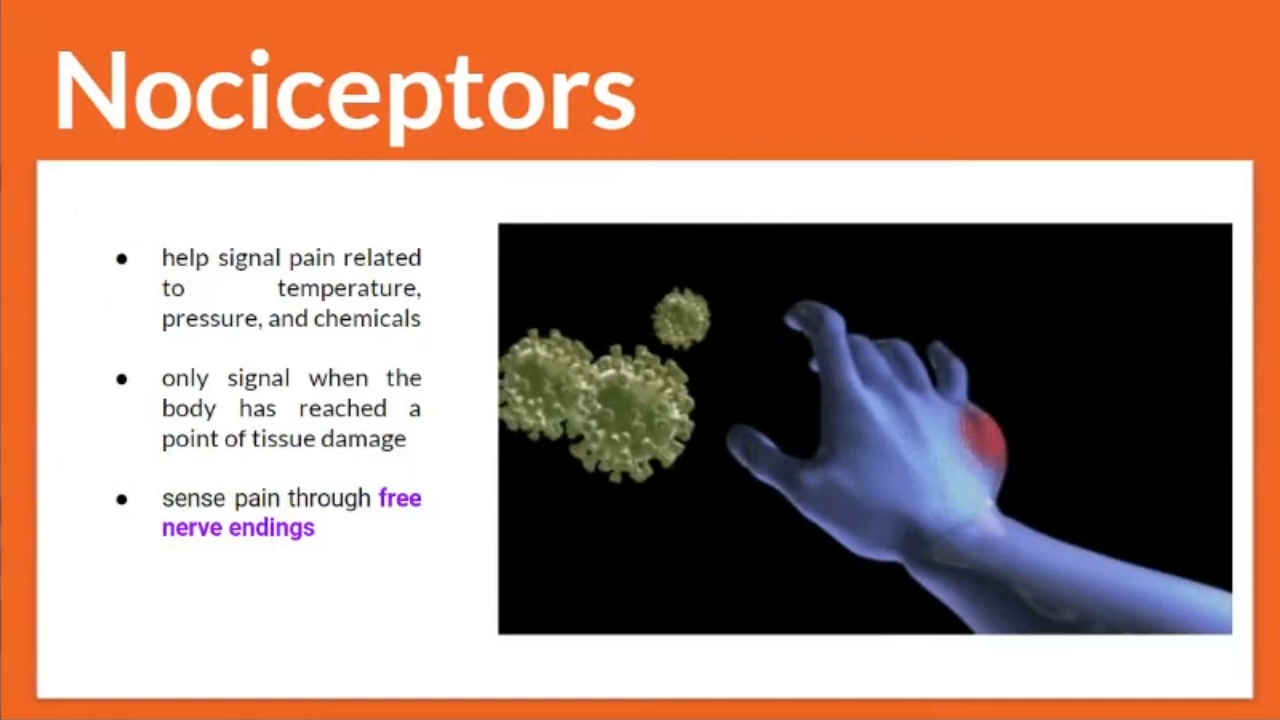 Nociceptors
● help signal pain related
to temperature,
pressure, and chemicals
● only signal when the
body has reached a
point of tissue damage
● sense pain through free
nerve endings